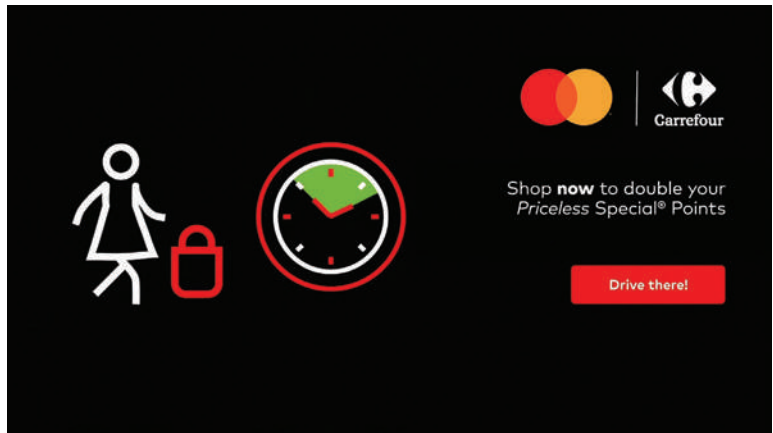 Carrefour
Shop now to double your
Priceless Special® Points
Drive there!